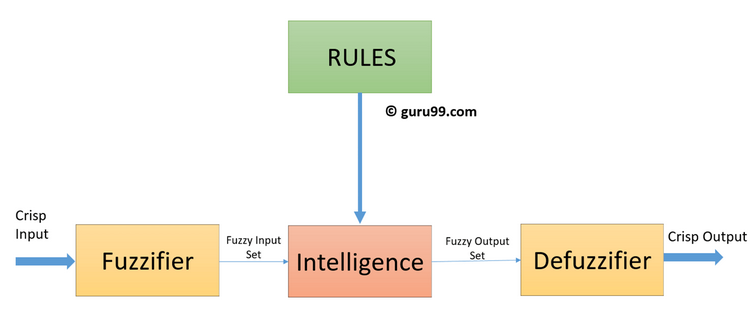 RULES
© guru99.com
Crisp
Input
Fuzzifier
Fuzzy Input
Set
Intelligence
Fuzzy Output
Set
Defuzzifier
Crisp Output